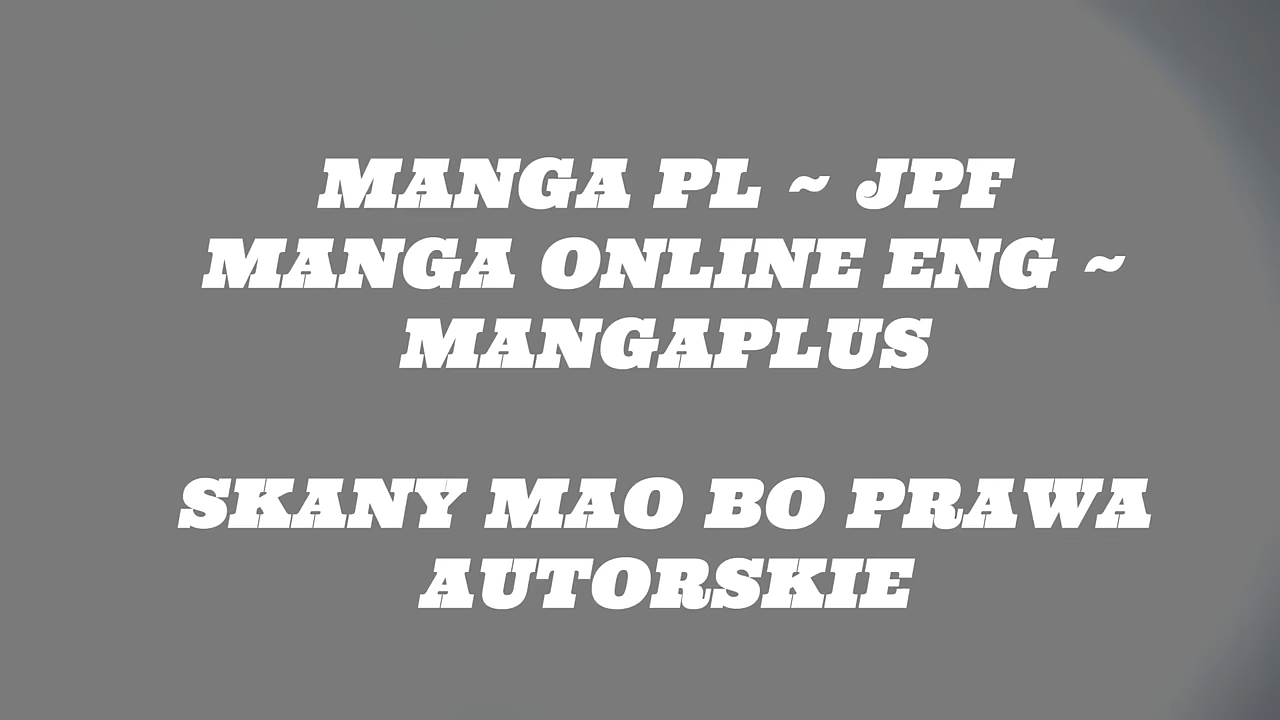 MANGA PL ~ JPF
MANGA ONLINE ENG ~
MANGAPLUS
SKANY MAO BO PRAWA
AUTORSKIE